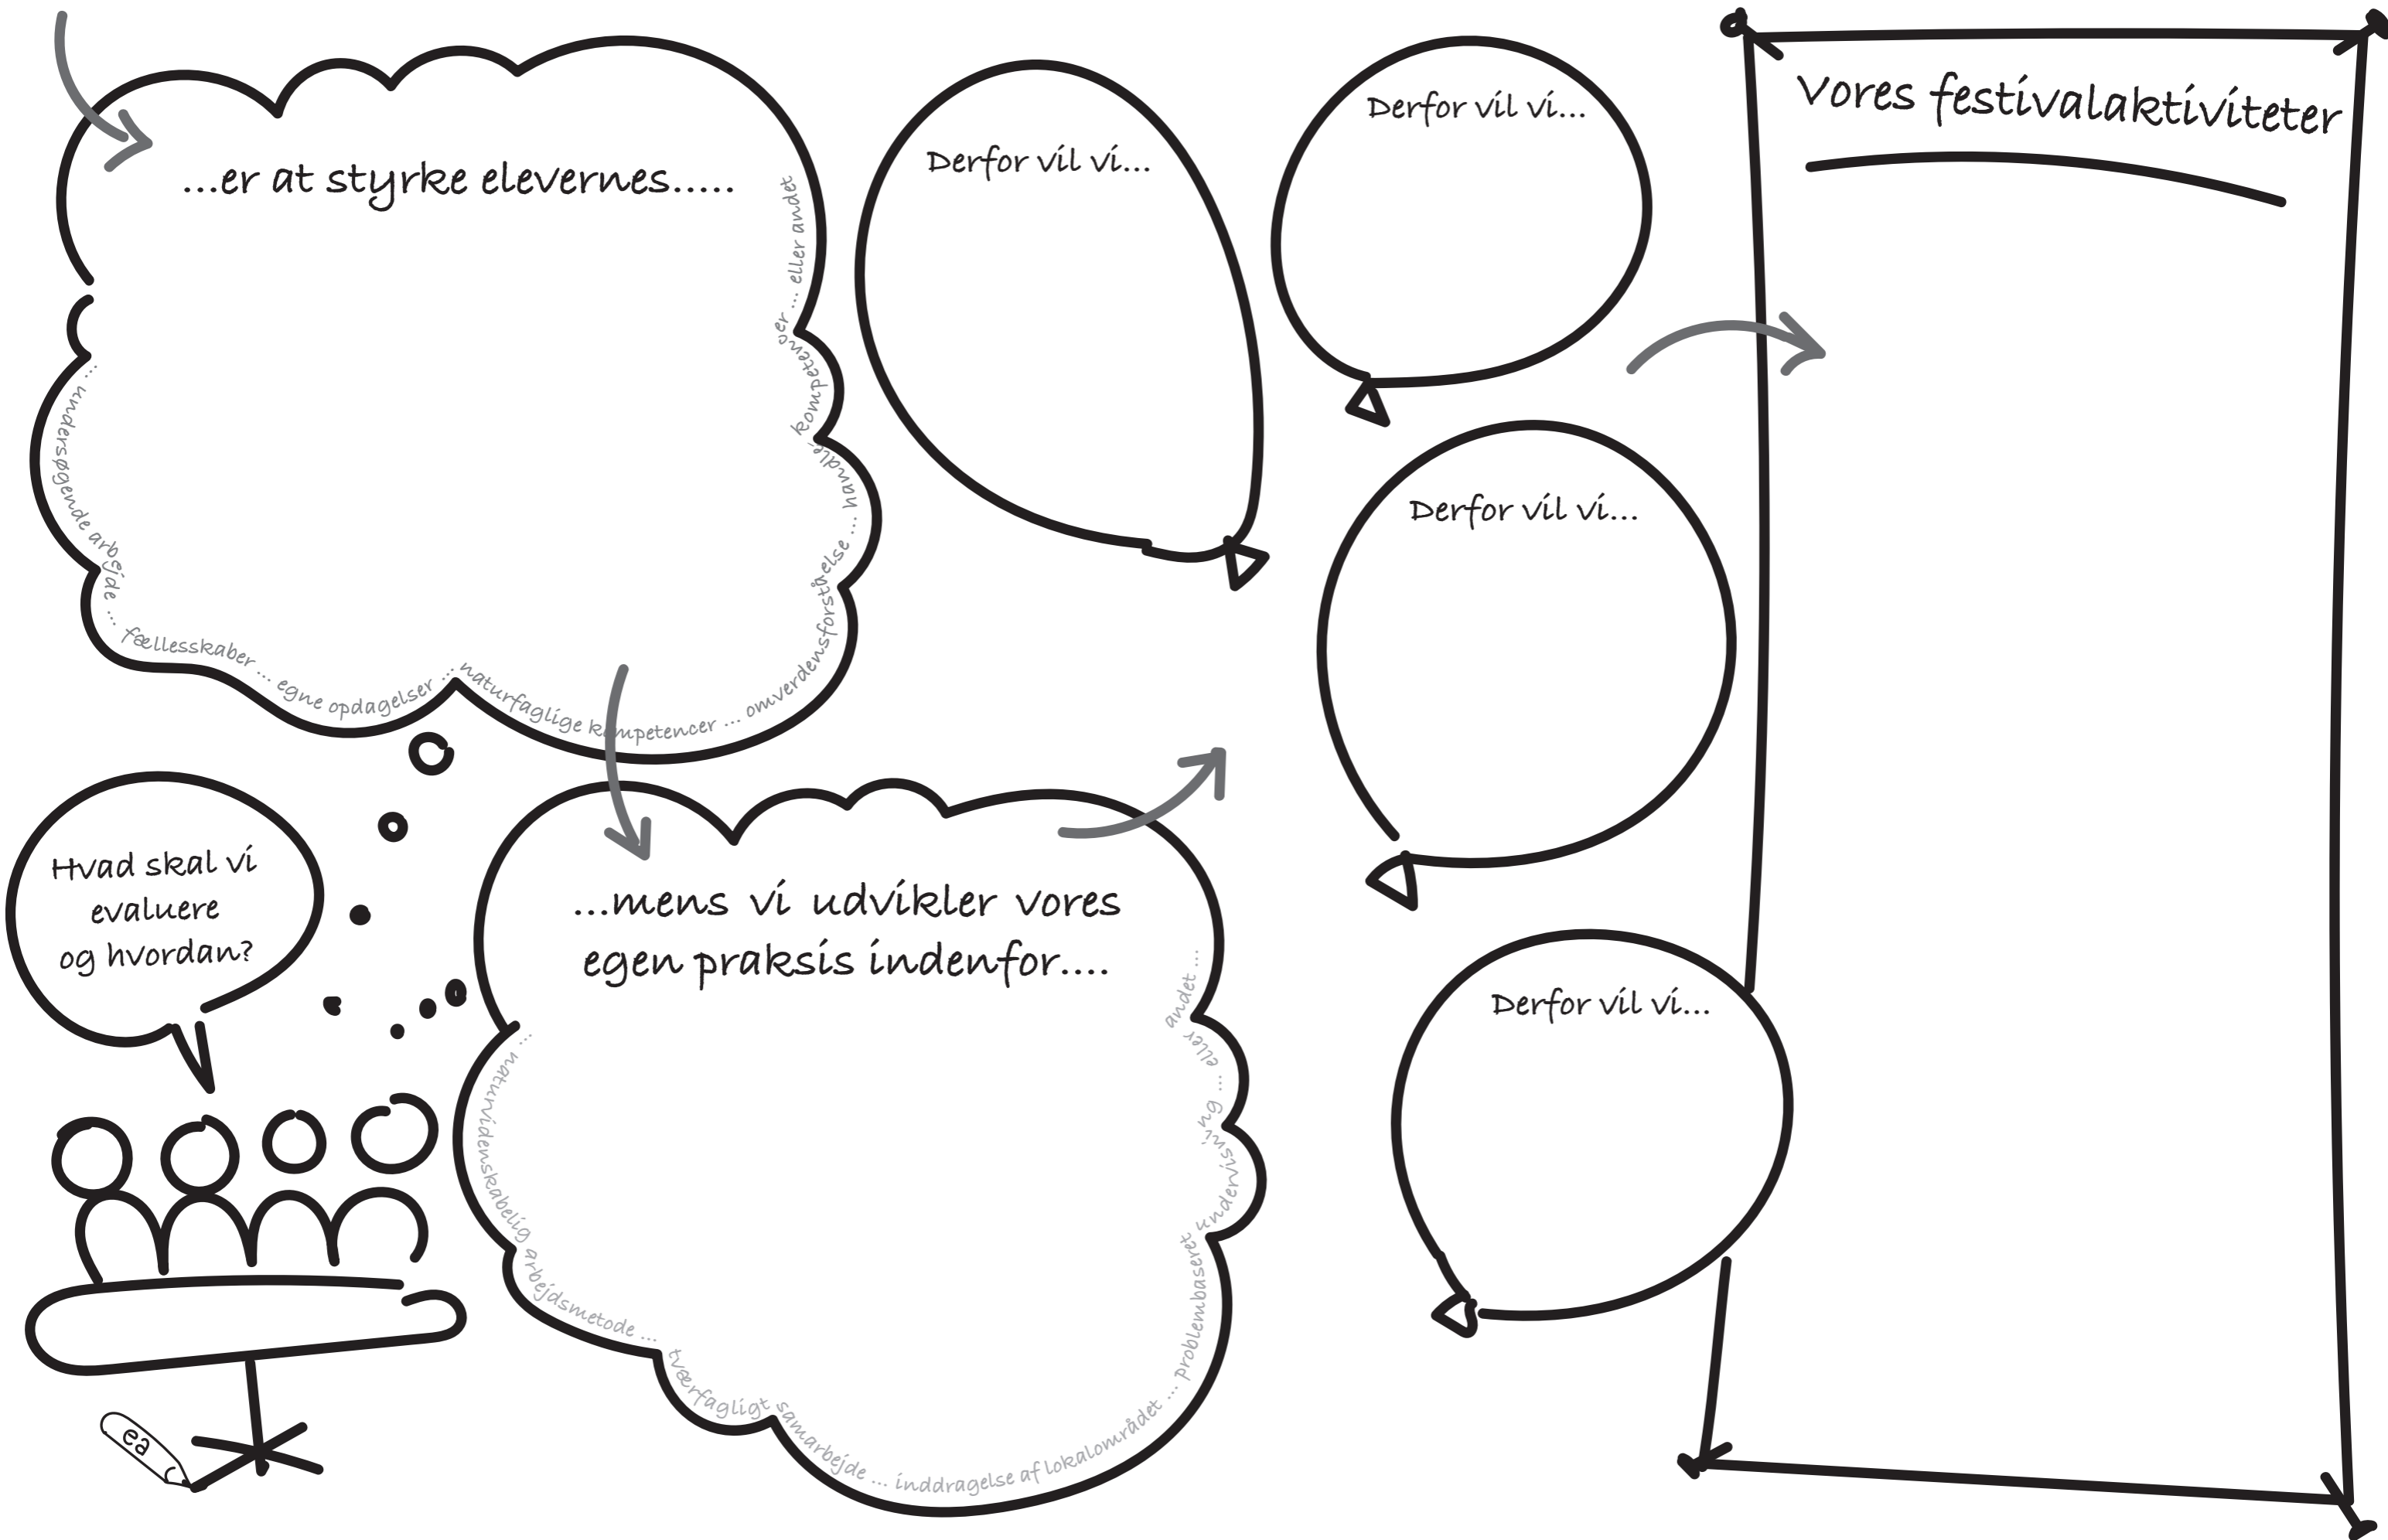 ...er at styrke elevernes.....
... undersøgende arbejde ... fællesskaber ... egne opdagelser ... naturfaglige kompetencer ... omverdensforståelse ... handlekompetencer ... eller andet
Derfor vil vi...
Derfor vil vi...
Derfor vil vi...
Derfor vil vi...
Vores festivalaktiviteter
Hvad skal vi
evaluere
og hvordan?
...mens vi udvikler vores
egen praksis indenfor....
... naturvidenskabelig arbejdsmetode ... tværfagligt samarbejde ... inddragelse af lokalområdet ... problembaseret undervisning ... eller andet ...
ea